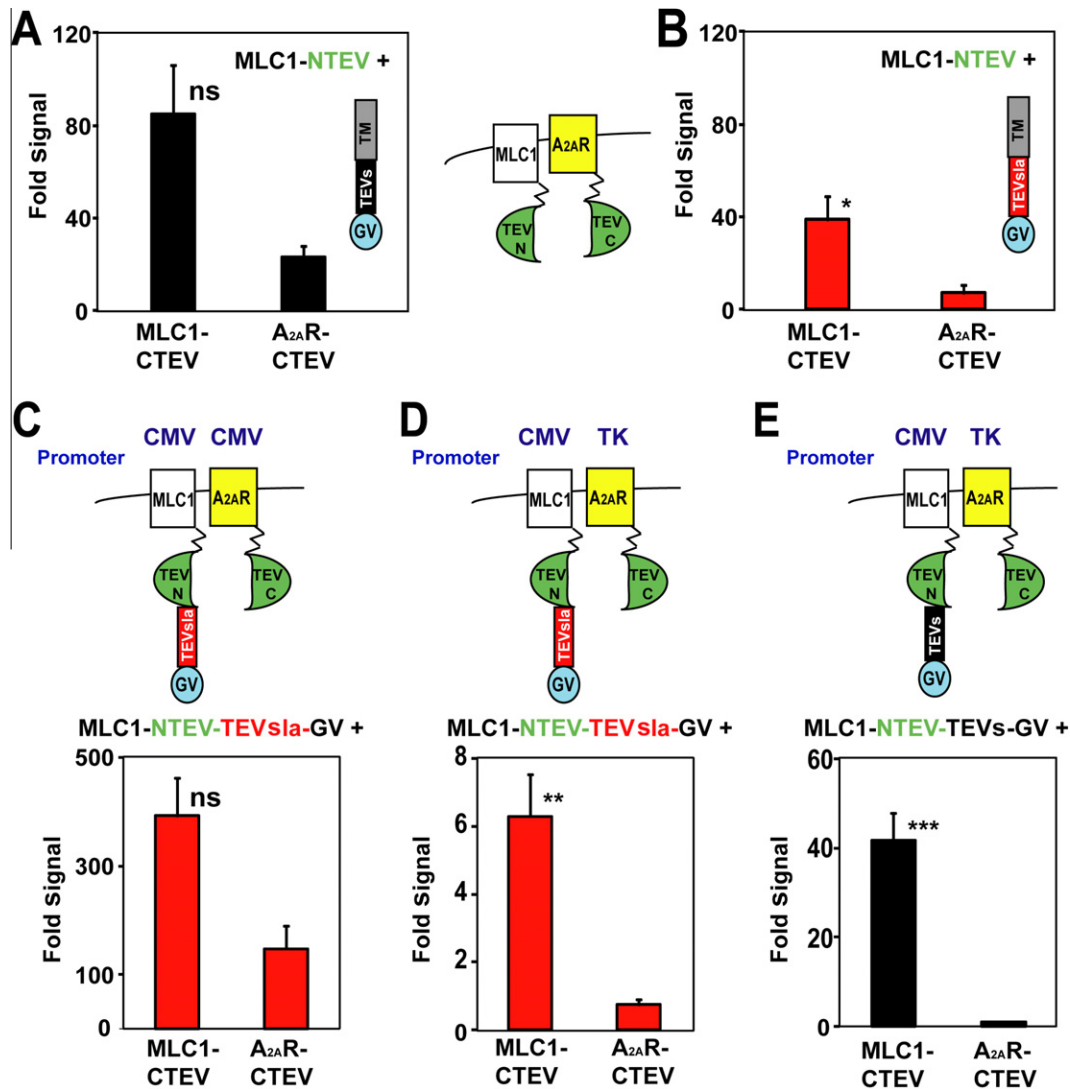 A
120
80
40
0
Fold signal
MLC1-NTEV +
ns
TM
TEVs
GV
MLC1-
CTEV
A2AR-
CTEV
MLC1
A2AR
TEV
N
TEV
C
B
120
80
40
0
Fold signal
MLC1-NTEV +
*
TM
TEVsla
GV
MLC1-
CTEV
A2AR-
CTEV
C
CMV CMV
Promoter
MLC1
A2AR
TEV
N
TEV
C
TEVsla
GV
MLC1-NTEV-TEVsla-GV +
500
300
100
0
Fold signal
ns
MLC1-
CTEV
A2AR-
CTEV
D
CMV TK
Promoter
MLC1
A2AR
TEV
N
TEV
C
TEVsla
GV
MLC1-NTEV-TEVsla-GV +
8
6
4
2
0
Fold signal
**
MLC1-
CTEV
A2AR-
CTEV
E
CMV TK
Promoter
MLC1
A2AR
TEV
N
TEV
C
TEVs
GV
MLC1-NTEV-TEVs-GV +
60
40
20
0
Fold signal
***
MLC1-
CTEV
A2AR-
CTEV